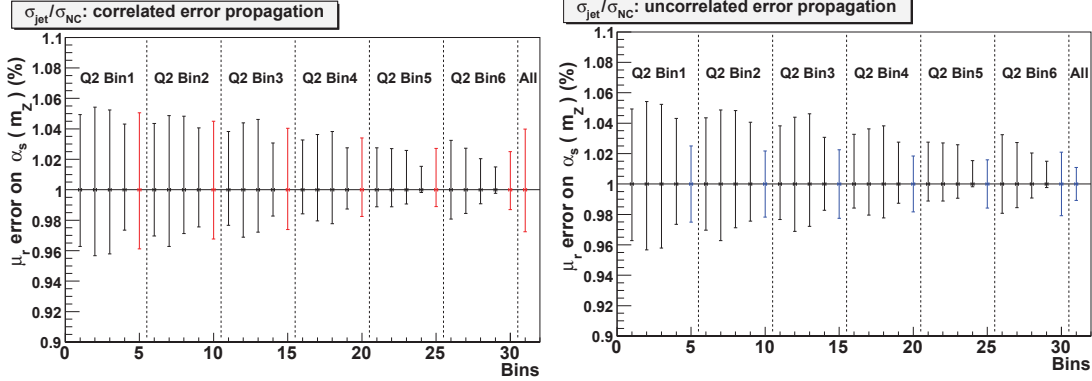 σjet/σNC: correlated error propagation
μr error on αs ( mZ ) (%)
1.1
1.08
1.06
1.04
1.02
1
0.98
0.96
0.94
0.92
0.9
Q2 Bin1 Q2 Bin2 Q2 Bin3 Q2 Bin4 Q2 Bin5 Q2 Bin6 All
0 5 10 15 20 25 30
Bins
σjet/σNC: uncorrelated error propagation
μr error on αs ( mZ ) (%)
1.1
1.08
1.06
1.04
1.02
1
0.98
0.96
0.94
0.92
0.9
Q2 Bin1 Q2 Bin2 Q2 Bin3 Q2 Bin4 Q2 Bin5 Q2 Bin6 All
0 5 10 15 20 25 30
Bins